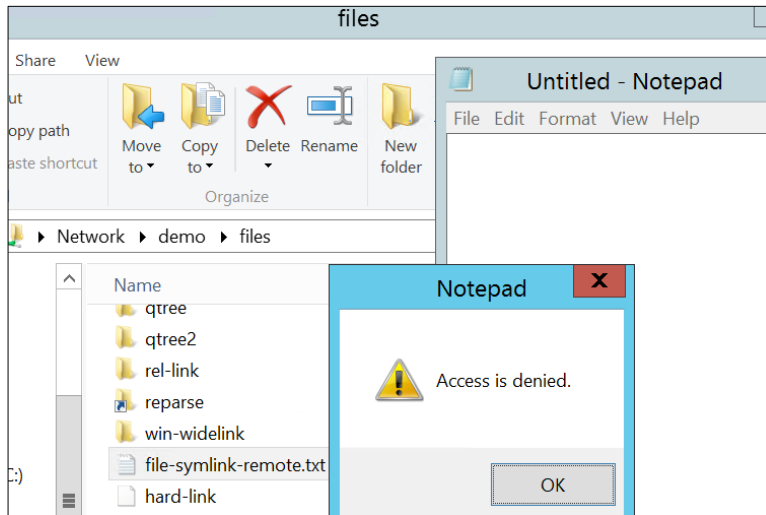 files
Share View
ut
opy path
aste shortcut
Move to
Copy to
Delete
Rename
New folder
Organize
Untitled - Notepad
File Edit Format View Help
Network demo files
Name
qtree
qtree2
rel-link
reparse
win-widelink
file-symlink-remote.txt
hard-link
C:)
Notepad
X
Access is denied.
OK